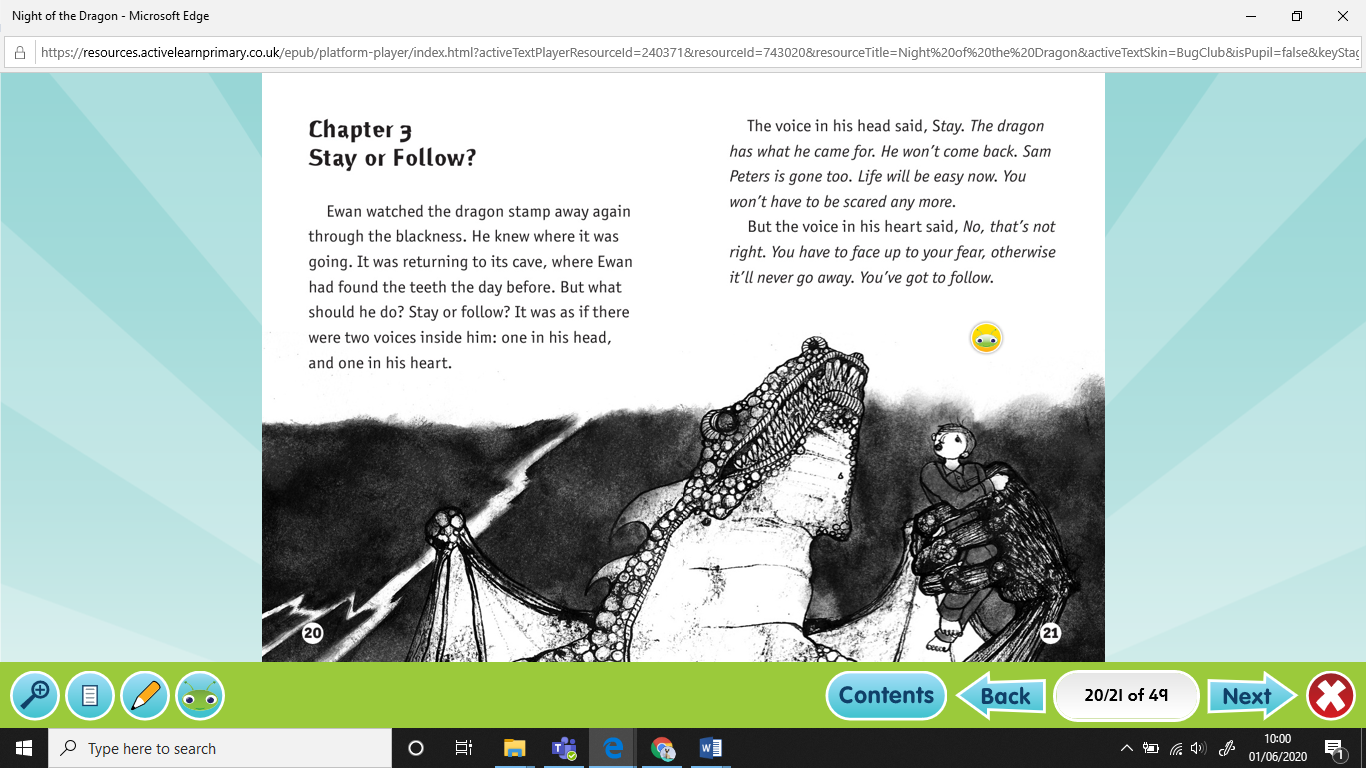 Night of the Dragon - Microsoft Edge
https://resources.activelearnprimary.co.uk/epub/platform-player/index.html?activeTextPlayerResourceId=240371&resourceId=743020&resourceTitle=Night%20of%20the%20Dragon&activeTextSkin=BugClub&isPupil=false&keyStag
Chapter 3
Stay or Follow?
Ewan watched the dragon stamp away again
through the blackness. He knew where it was
going. It was returning to its cave, where Ewan
had found the teeth the day before. But what
should he do? Stay or follow? It was as if there
were two voices inside him: one in his head,
and one in his heart.
20
The voice in his head said, Stay. The dragon
has what he came for. He won't come back. Sam
Peters is gone too. Life will be easy now. You
won't have to be scared any more.
But the voice in his heart said, No, that's not
right. You have to face up to your fear, otherwise
it'll never go away. You've got to follow.
21
Contents
Back
20/21 of 49
Next
Type here to search
10:00
01/06/2020
1